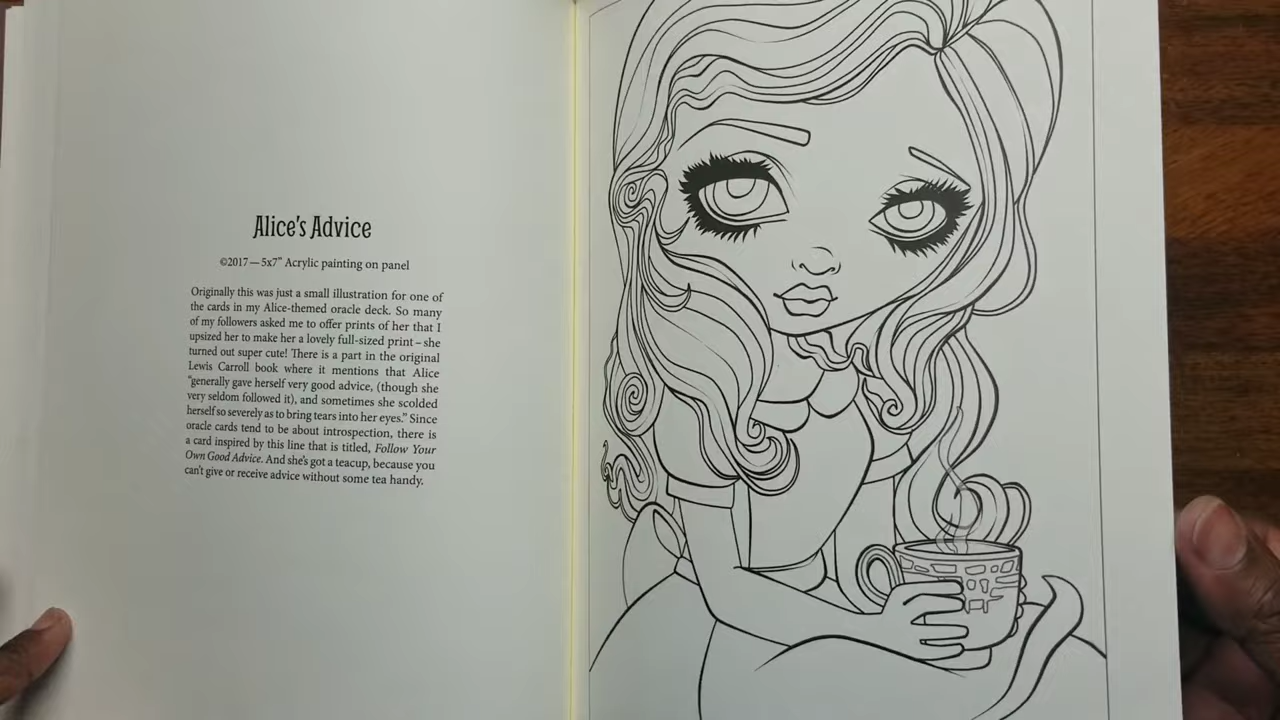 Alice's Advice
©2017—5x7" Acrylic painting on panel
Originally this was just a small illustration for one of
the cards in my Alice-themed oracle deck. So many
of my followers asked me to offer prints of her that I
upsized her to make her a lovely full-sized print – she
turned out super cute! There is a part in the original
Lewis Carroll book where it mentions that Alice
“generally gave herself very good advice, (though she
very seldom followed it), and sometimes she scolded
herself so severely as to bring tears into her eyes.” Since
oracle cards tend to be about introspection, there is
a card inspired by this line that is titled, Follow Your
Own Good Advice. And she's got a teacup, because you
can't give or receive advice without some tea handy.